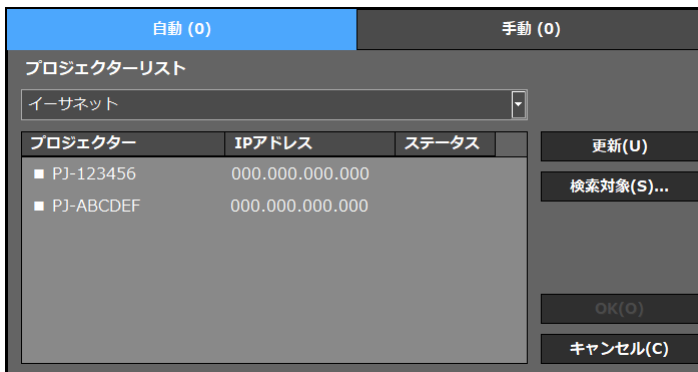 自動 (0) 手動 (0)
プロジェクターリスト
イーサネット
プロジェクター IPアドレス ステータス
更新(U)
PJ-123456 000.000.000.000
検索対象(S)...
PJ-ABCDEF 000.000.000.000
OK(O)
キャンセル(C)